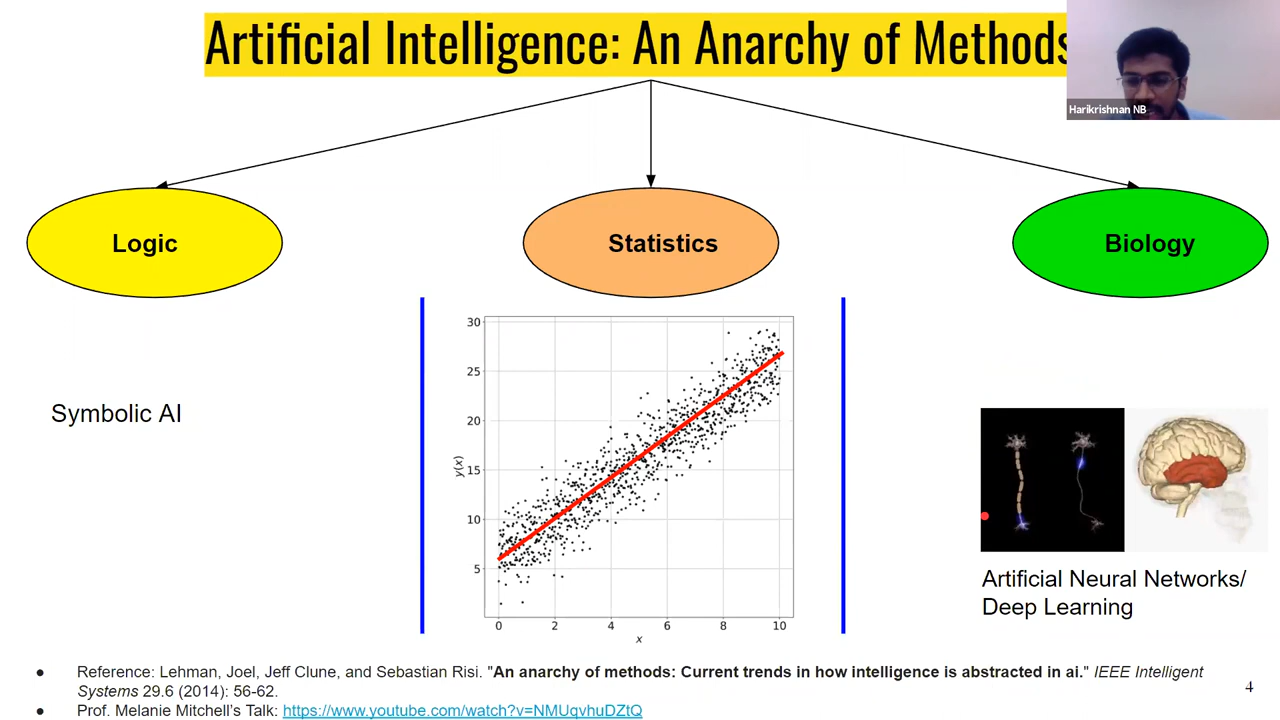 Artificial Intelligence: An Anarchy of Methods
Harikrishnan NB
Logic
Statistics
Biology
Symbolic AI
30
25
20
15
10
5
y(x)
0 2 4 6 8 10
x
Artificial Neural Networks/
Deep Learning
● Reference: Lehman, Joel, Jeff Clune, and Sebastian Risi. "An anarchy of methods: Current trends in how intelligence is abstracted in ai." IEEE Intelligent
Systems 29.6 (2014): 56-62.
● Prof. Melanie Mitchell's Talk: https://www.youtube.com/watch?v=NMUqvhuDZtQ
4